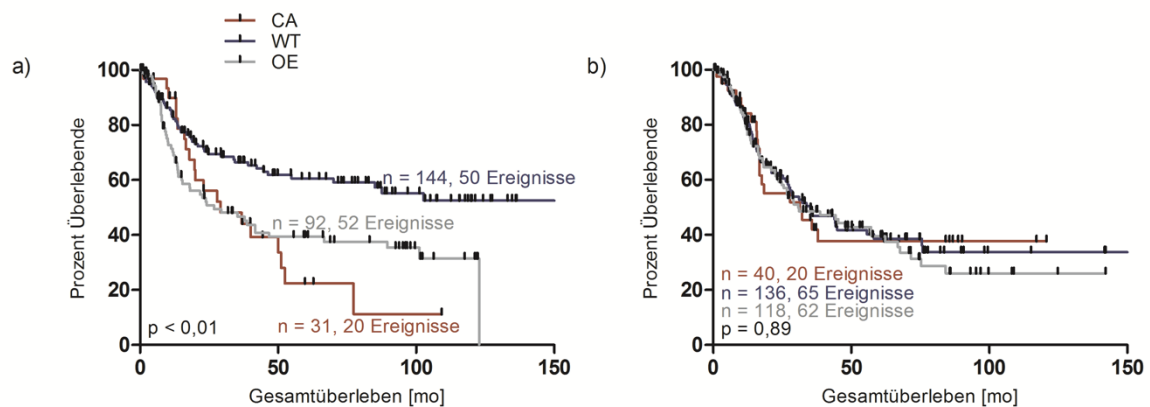 CA
WT
OE
a)
100
80
60
40
20
0
Prozent Überlebende
n = 144, 50 Ereignisse
n = 92, 52 Ereignisse
n = 31, 20 Ereignisse
p < 0,01
0
50
100
150
Gesamtüberleben [mo]
b)
100
80
60
40
20
0
Prozent Überlebende
n = 40, 20 Ereignisse
n = 136, 65 Ereignisse
n = 118, 62 Ereignisse
p = 0,89
0
50
100
150
Gesamtüberleben [mo]